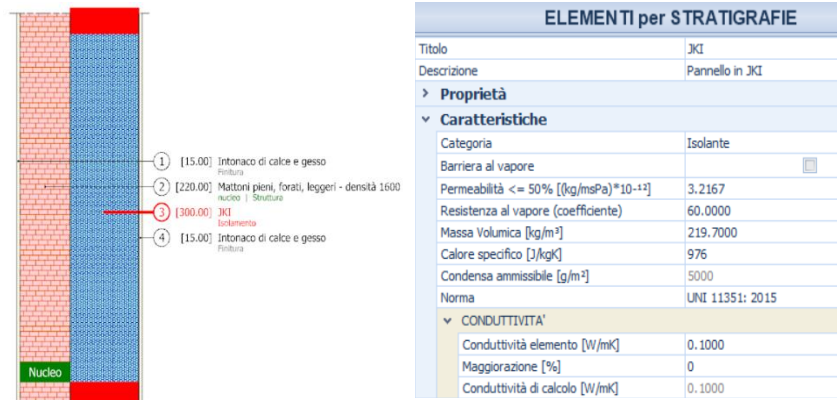 1 [15.00] Intonaco di calce e gesso
Finitura
2 [220.00] Mattoni pieni, forati, leggeri - densità 1600
nucleo | Struttura
3 [300.00] JKI
Isolamento
4 [15.00] Intonaco di calce e gesso
Finitura
Nucleo
ELEMENTI per STRATIGRAFIE
Titolo JKI
Descrizione Pannello in JKI
Proprietà
Caratteristiche
Categoria Isolante
Barriera al vapore
Permeabilità <= 50% [(kg/msPa)*10-¹²] 3.2167
Resistenza al vapore (coefficiente) 60.0000
Massa Volumica [kg/m³] 219.7000
Calore specifico [J/kgK] 976
Condensa ammissibile [g/m²] 5000
Norma UNI 11351: 2015
CONDUTTIVITA'
Conduttività elemento [W/mK] 0.1000
Maggiorazione [%] 0
Conduttività di calcolo [W/mK] 0.1000